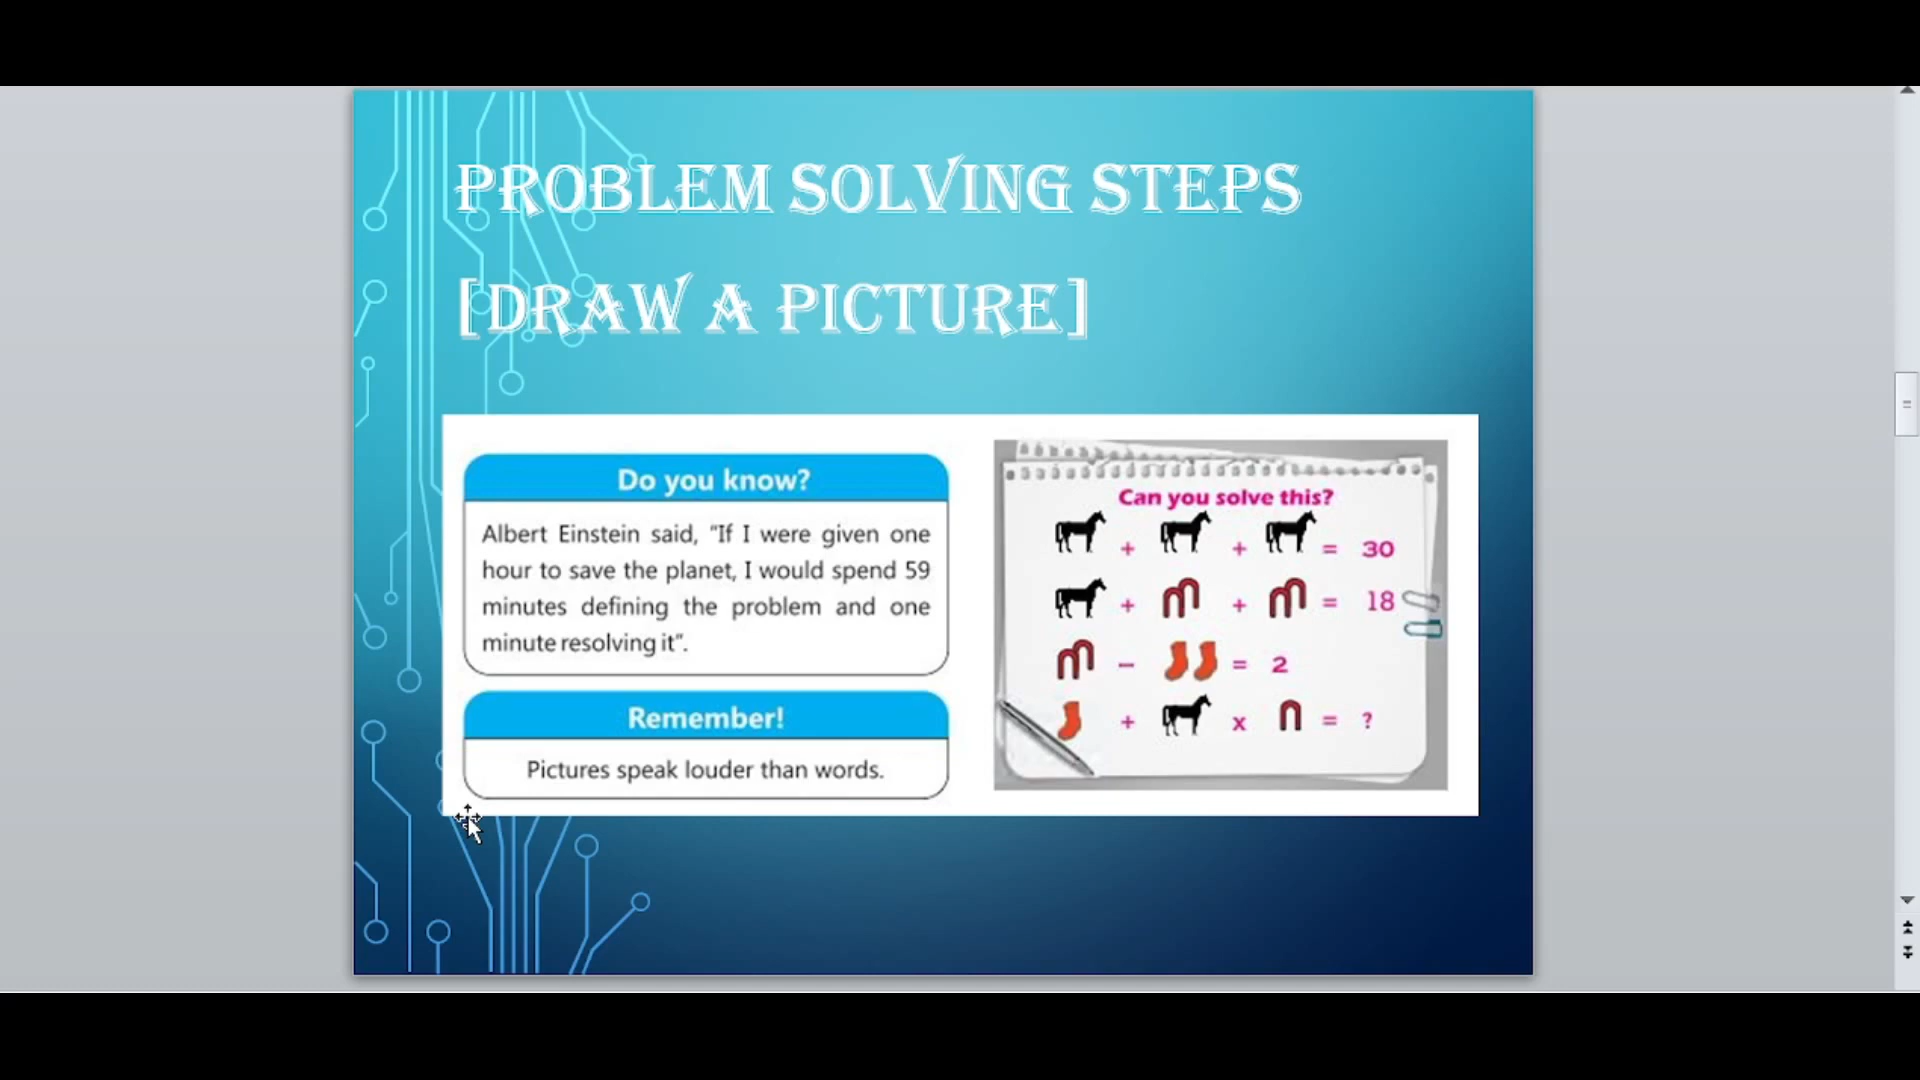 PROBLEM SOLVING STEPS
[DRAW A PICTURE]
Do you know?
Albert Einstein said, “If I were given one
hour to save the planet, I would spend 59
minutes defining the problem and one
minute resolving it”.
Remember!
Pictures speak louder than words.
Can you solve this?
+ + = 30
+ + = 18
– = 2
+ x = ?